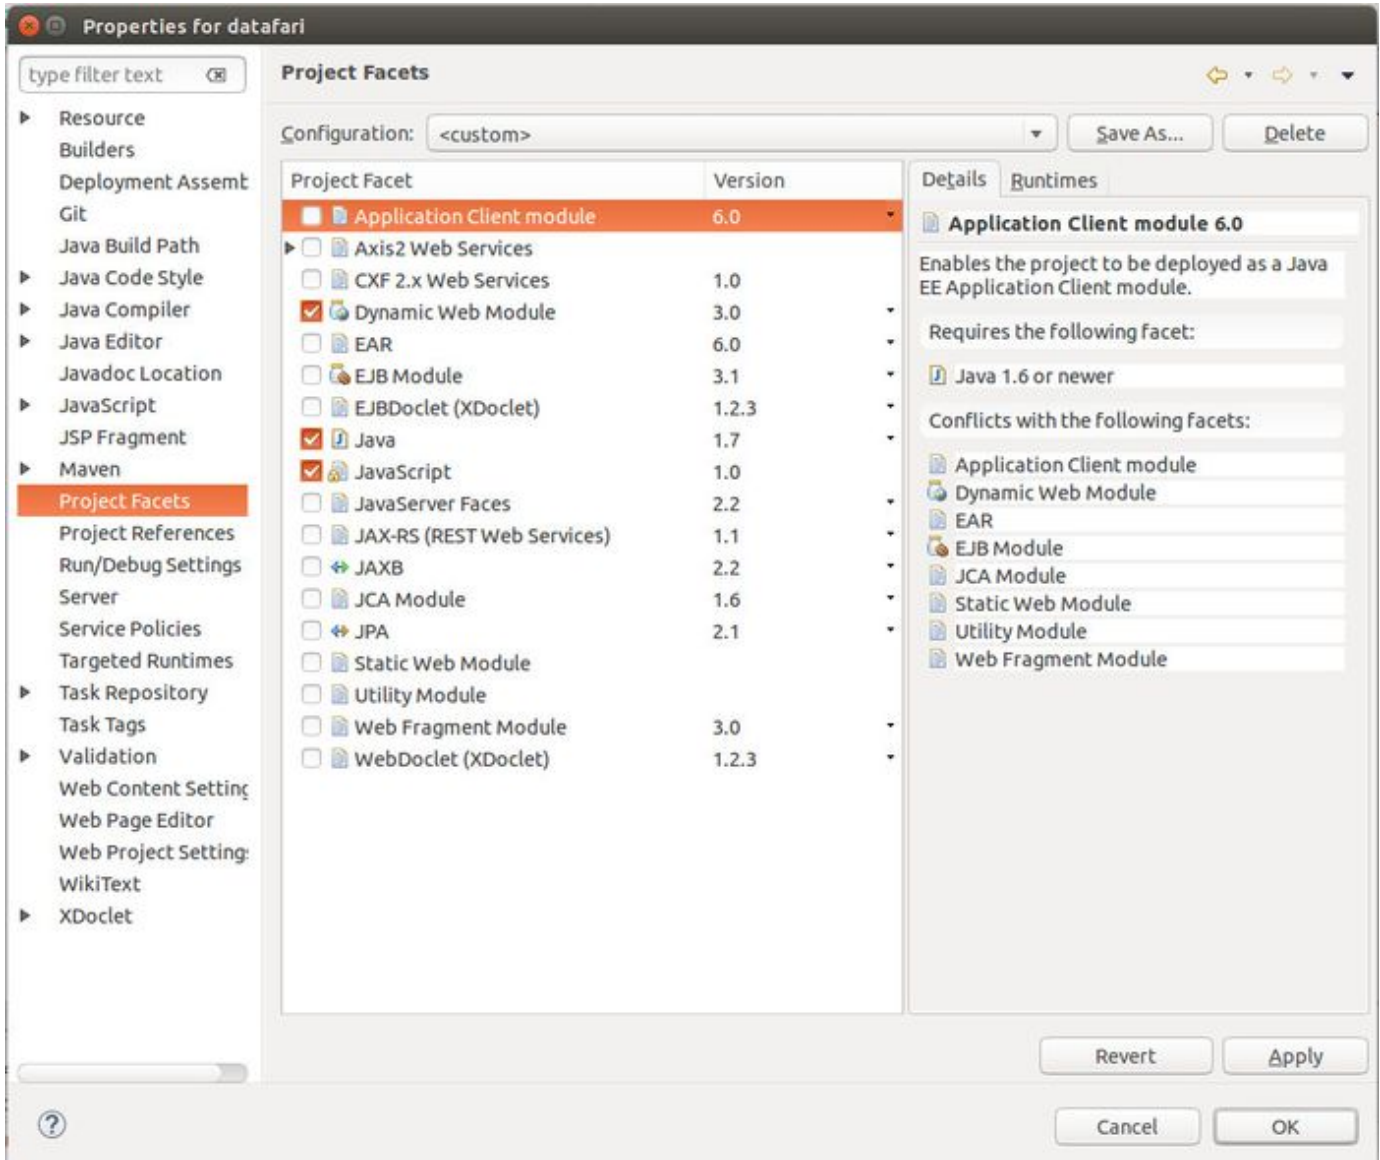 Properties for datafari
type filter text
Resource
Builders
Deployment Assemb
Git
Java Build Path
Java Code Style
Java Compiler
Java Editor
Javadoc Location
JavaScript
JSP Fragment
Maven
Project Facets
Project References
Run/Debug Settings
Server
Service Policies
Targeted Runtimes
Task Repository
Task Tags
Validation
Web Content Setting
Web Page Editor
Web Project Setting
WikiText
XDoclet
Project Facets
Configuration: <custom> Save As... Delete
Project Facet Version
Application Client module 6.0
Axis2 Web Services
CXF 2.x Web Services 1.0
Dynamic Web Module 3.0
EAR 6.0
EJB Module 3.1
EJBDoclet (XDoclet) 1.2.3
Java 1.7
JavaScript 1.0
JavaServer Faces 2.2
JAX-RS (REST Web Services) 1.1
JAXB 2.2
JCA Module 1.6
JPA 2.1
Static Web Module
Utility Module
Web Fragment Module 3.0
WebDoclet (XDoclet) 1.2.3
Details Runtimes
Application Client module 6.0
Enables the project to be deployed as a Java
EE Application Client module.
Requires the following facet:
Java 1.6 or newer
Conflicts with the following facets:
Application Client module
Dynamic Web Module
EAR
EJB Module
JCA Module
Static Web Module
Utility Module
Web Fragment Module
Revert Apply
Cancel OK